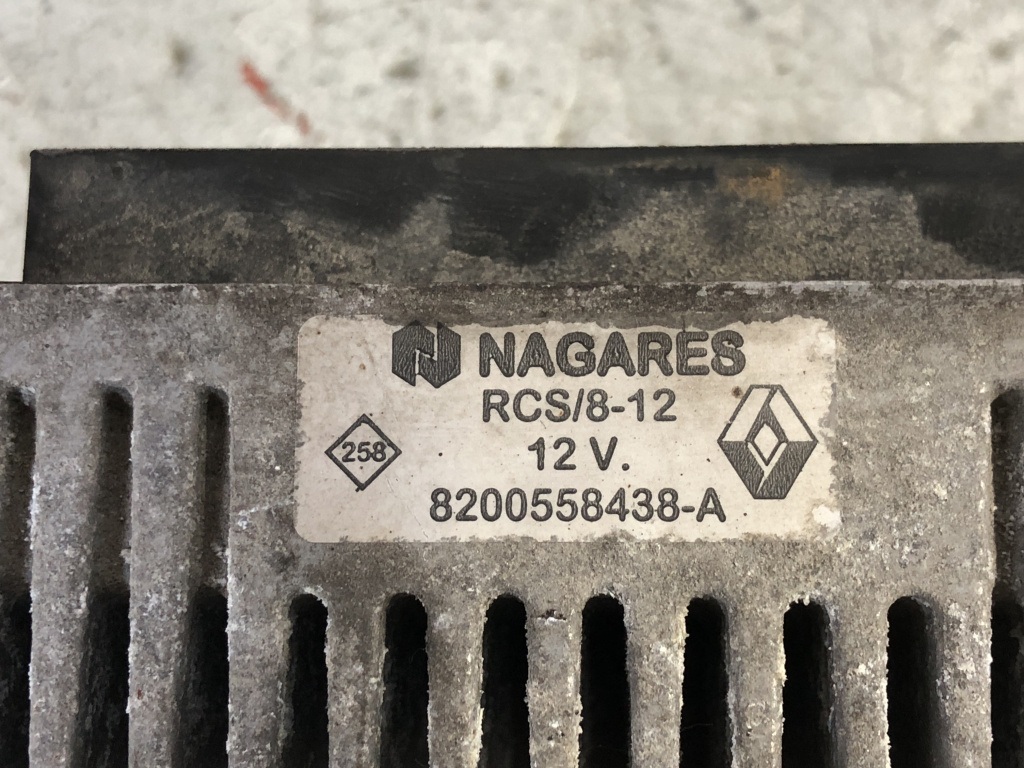 NAGARES
RCS/8-12
258
12 V.
8200558438-A